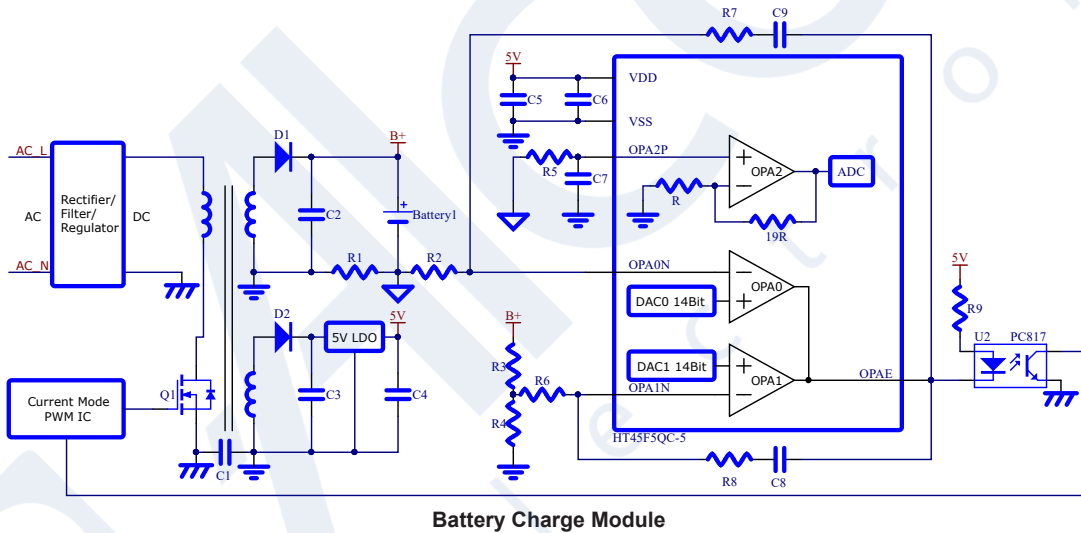 R7
C9
5V
VDD
C5
C6
VSS
D1
B+
AC_L
OPA2P
R5
C7
OPA2
ADC
R
Rectifier/
Filter/
Regulator
AC
DC
C2
+
Battery1
19R
AC_N
R1
R2
OPA0N
5V
DAC0 14Bit
OPA0
D2
5V
B+
R9
5V LDO
U2
PC817
R3
DAC1 14Bit
OPA1
OPAE
R6
OPA1N
Current Mode
PWM IC
Q1
C3
C4
R4
HT45F5QC-5
C1
R8
C8
Battery Charge Module